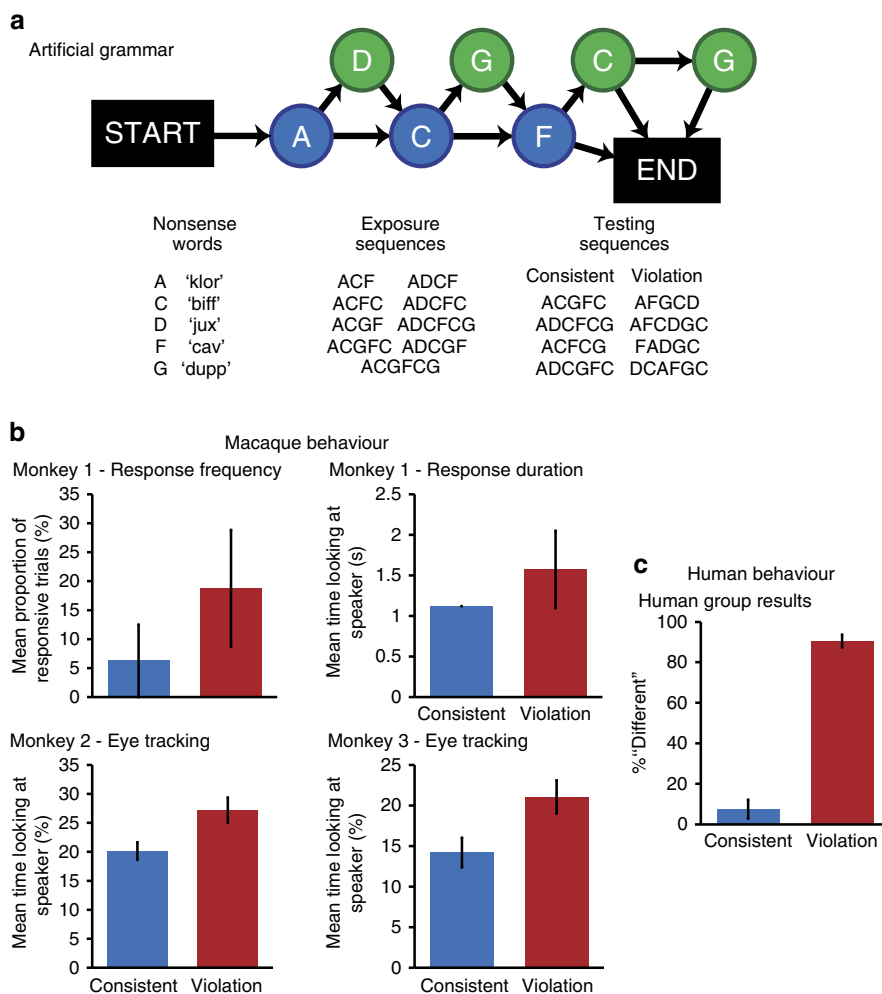 a
Artificial grammar
D G C G
START A C F END
Nonsense words
Exposure sequences
Testing sequences
Consistent Violation
A 'klor' ACF ADCF
C 'biff' ACFC ADCFC ACGFC AFGCD
D 'jux' ACGF ADCFCG ADCFCG AFCDGC
F 'cav' ACGFC ADCGF ACFCG FADGC
G 'dupp' ACGFCG ADCGFC DCAFGC
b
Macaque behaviour
Monkey 1 - Response frequency
Mean proportion of responsive trials (%)
35
30
25
20
15
10
5
0
Monkey 1 - Response duration
Mean time looking at speaker (s)
2.5
2
1.5
1
0.5
0
Consistent Violation
Monkey 2 - Eye tracking
Mean time looking at speaker (%)
35
30
25
20
15
10
5
0
Consistent Violation
Monkey 3 - Eye tracking
Mean time looking at speaker (%)
25
20
15
10
5
0
Consistent Violation
c
Human behaviour
Human group results
%"Different"
100
80
60
40
20
0
Consistent Violation